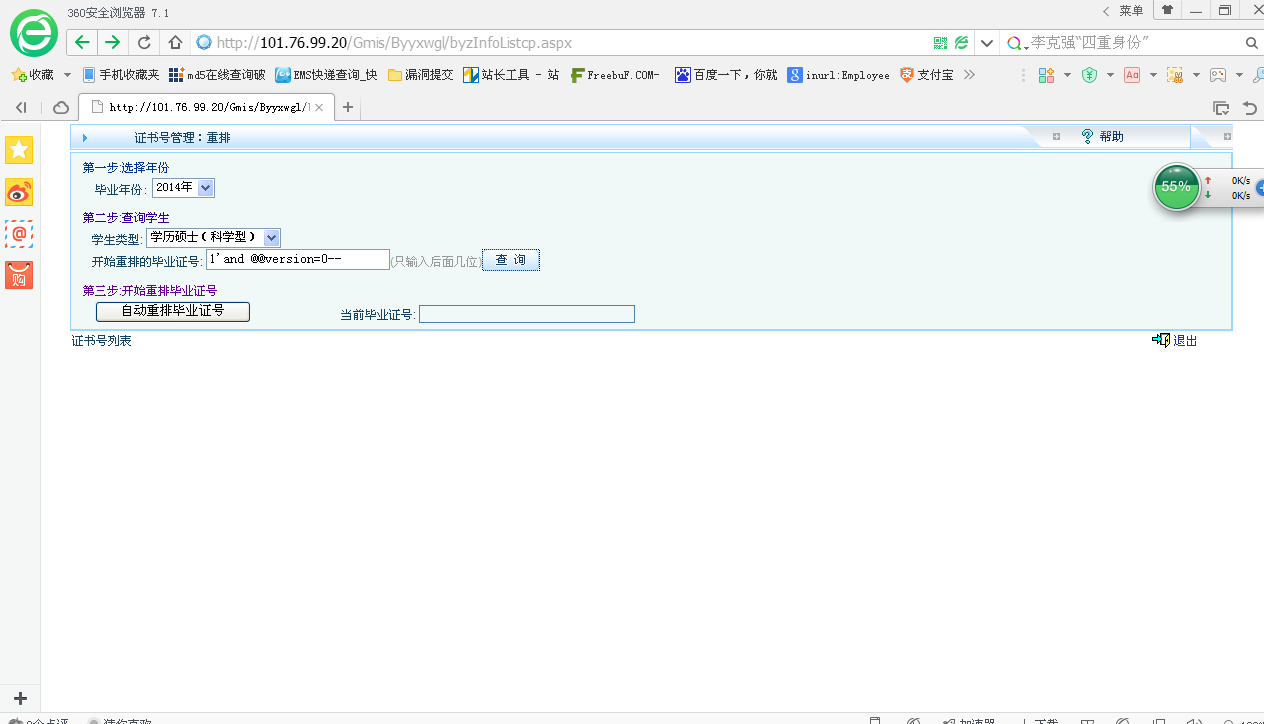 360安全浏览器 7.1
菜单
http://101.76.99.20/Gmis/Byyxwgl/byzInfoListcp.aspx
李克强“四重身份”
收藏 手机收藏夹 md5在线查询破 EMS快递查询_快 漏洞提交 站长工具 - 站 FreebuF.COM- 百度一下，你就 inurl:Employee 支付宝
http://101.76.99.20/Gmis/Byyxwgl/
证书号管理：重排
帮助
第一步:选择年份
毕业年份: 2014年
55% 0K/s
0K/s
第二步:查询学生
学生类型: 学历硕士（科学型）
开始重排的毕业证号: 1'and @@version=0-- (只输入后面几位) 查 询
第三步:开始重排毕业证号
自动重排毕业证号 当前毕业证号:
证书号列表
退出
购
0个点评 猜你喜欢 加速器 下载